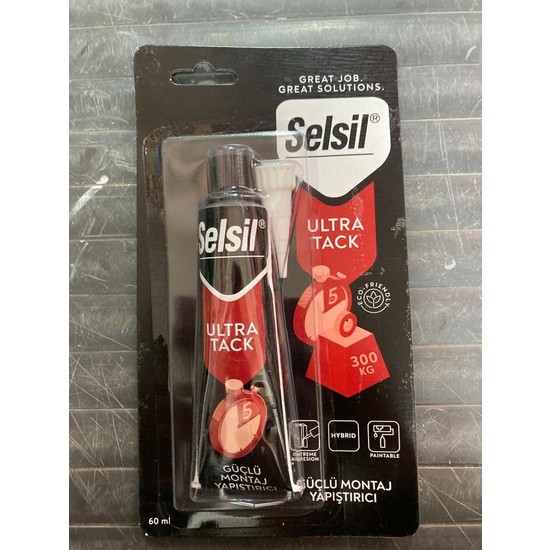 GREAT JOB.
GREAT SOLUTIONS.
Selsil®
ULTRA
TACK
5
ECO-FRIENDLY
300
KG
EXTREME
ADHESION
HYBRID
PAINTABLE
GÜÇLÜ MONTAJ
YAPIŞTIRICI
Selsil®
ULTRA
TACK
5
GÜÇLÜ
MONTAJ
YAPIŞTIRICI
60 ml